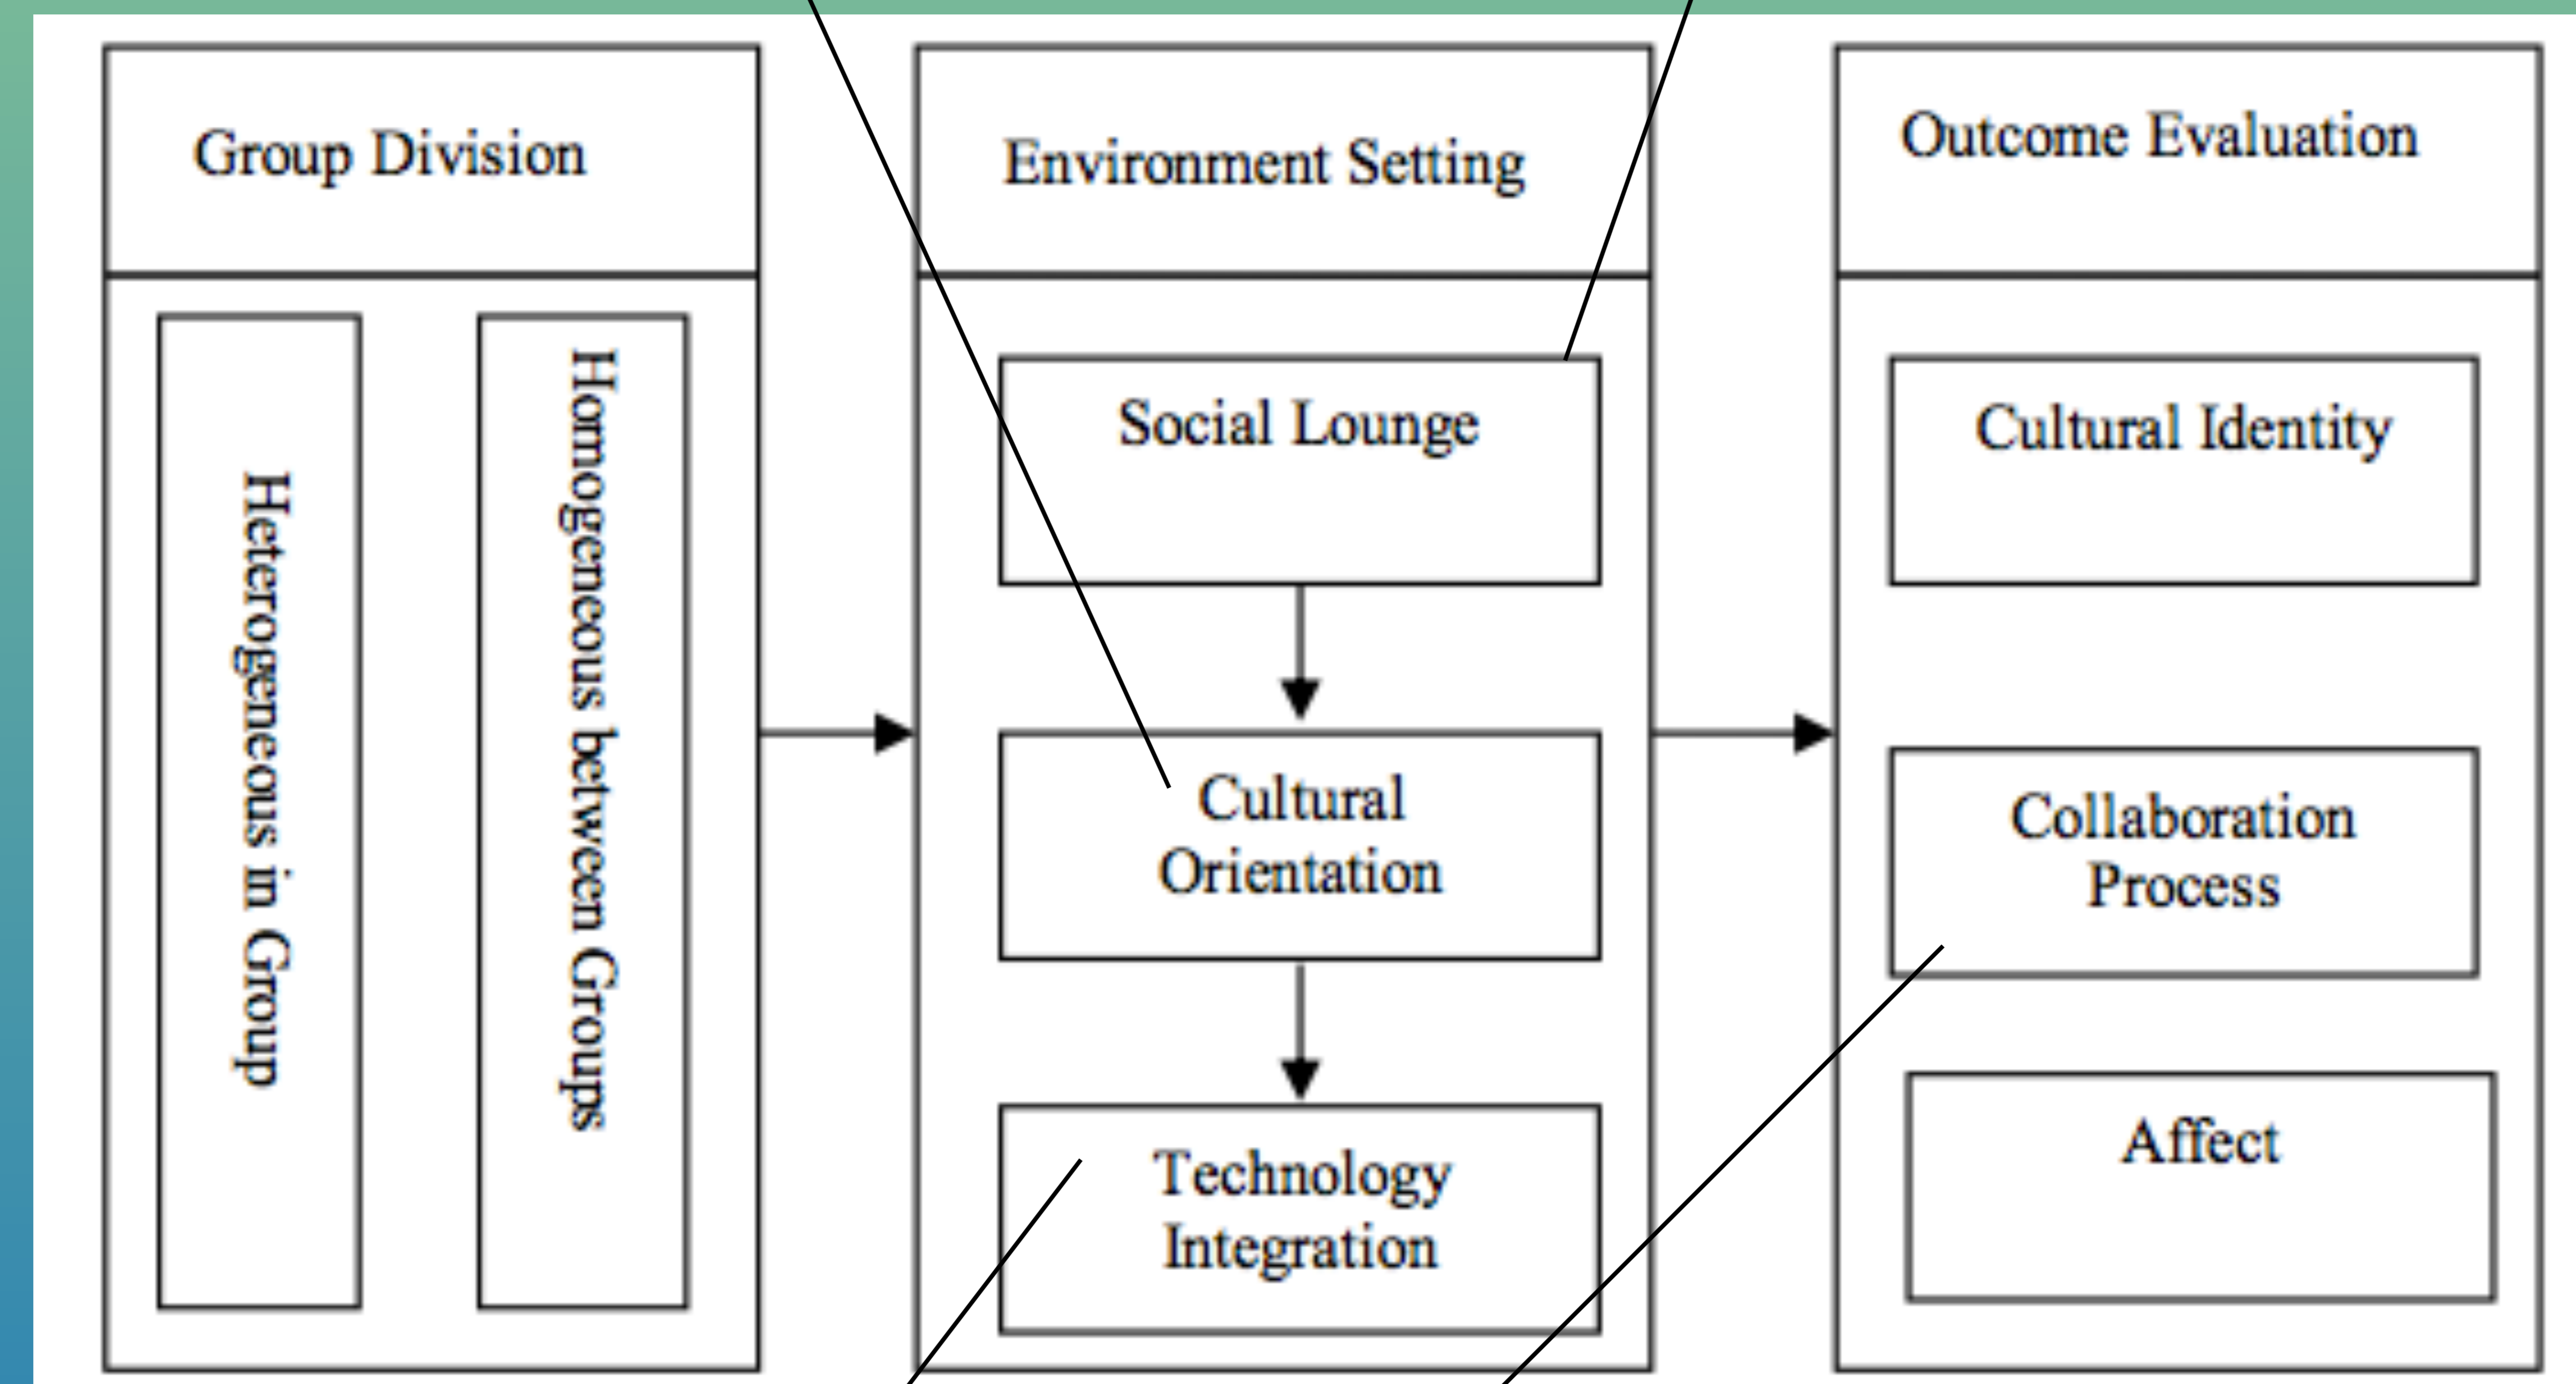 Group Division
Heterogeneous in Group
Homogeneous between Groups
Environment Setting
Social Lounge
Cultural
Orientation
Technology
Integration
Outcome Evaluation
Cultural Identity
Collaboration
Process
Affect